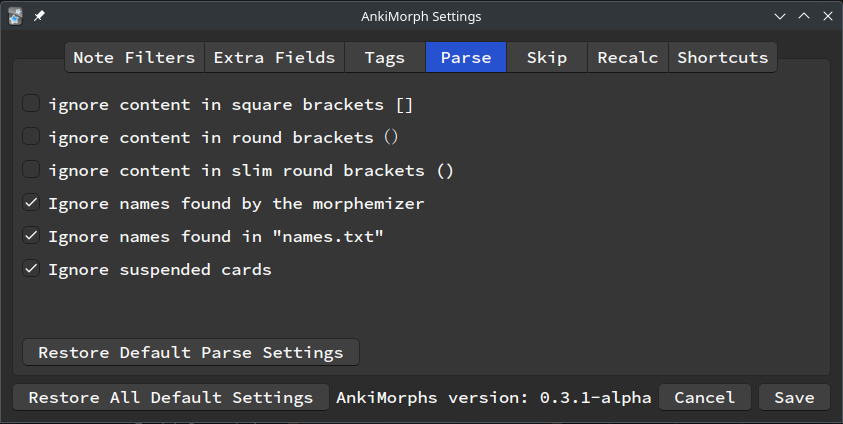 AnkiMorph Settings
Note Filters Extra Fields Tags Parse Skip Recalc Shortcuts
ignore content in square brackets []
ignore content in round brackets（）
ignore content in slim round brackets ()
Ignore names found by the morphemizer
Ignore names found in "names.txt"
Ignore suspended cards
Restore Default Parse Settings
Restore All Default Settings AnkiMorphs version: 0.3.1-alpha Cancel Save